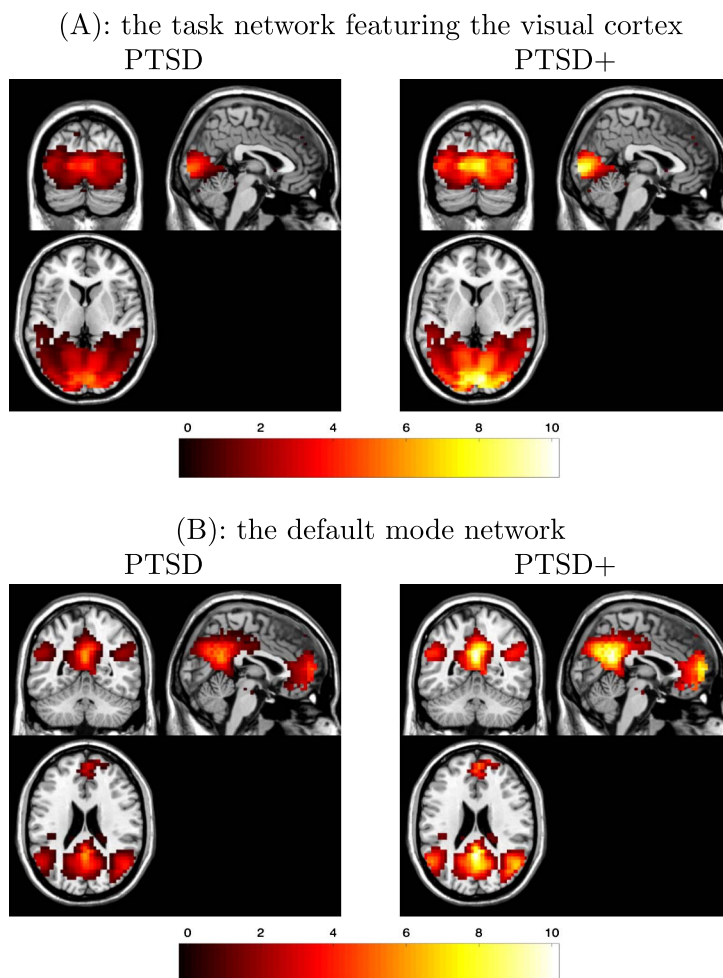 (A): the task network featuring the visual cortex
PTSD PTSD+
0 2 4 6 8 10
(B): the default mode network
PTSD PTSD+
0 2 4 6 8 10